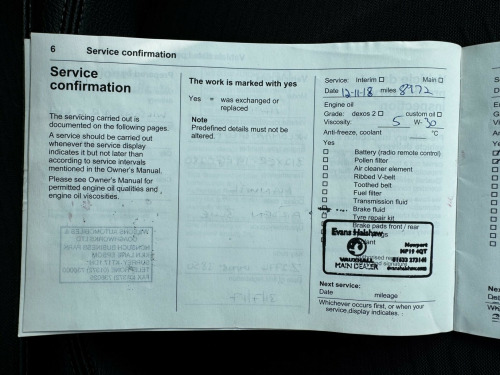 6 Service confirmation
Service
confirmation
The servicing carried out is
documented on the following pages.
A service should be carried out
whenever the service display
indicates it but not later than
according to service intervals
mentioned in the Owner's Manual.
Please see Owner's Manual for
permitted engine oil qualities and
engine oil viscosities.
The work is marked with yes
Yes = was exchanged or
replaced
Note
Predefined details must not be
altered.
Service: Interim □ Main □
Date 12-11-18 miles 8972
Engine oil
Grade: dexos 2 □ custom oil □
Viscosity: 5 W- 30
Anti-freeze, coolant °C
Yes
□ Battery (radio remote control)
□ Pollen filter
□ Air cleaner element
□ Ribbed V-belt
□ Toothed belt
□ Fuel filter
□ Transmission fluid
□ Brake fluid
□ Tyre repair kit
□ Brake pads front / rear
Evans Halshaw
VAUXHALL
MAIN DEALER
Newport
NP19 4QT
01633 273414
evanshalshaw.com
Next service:
Date mileage
Whichever occurs first, or when your
service display indicates.